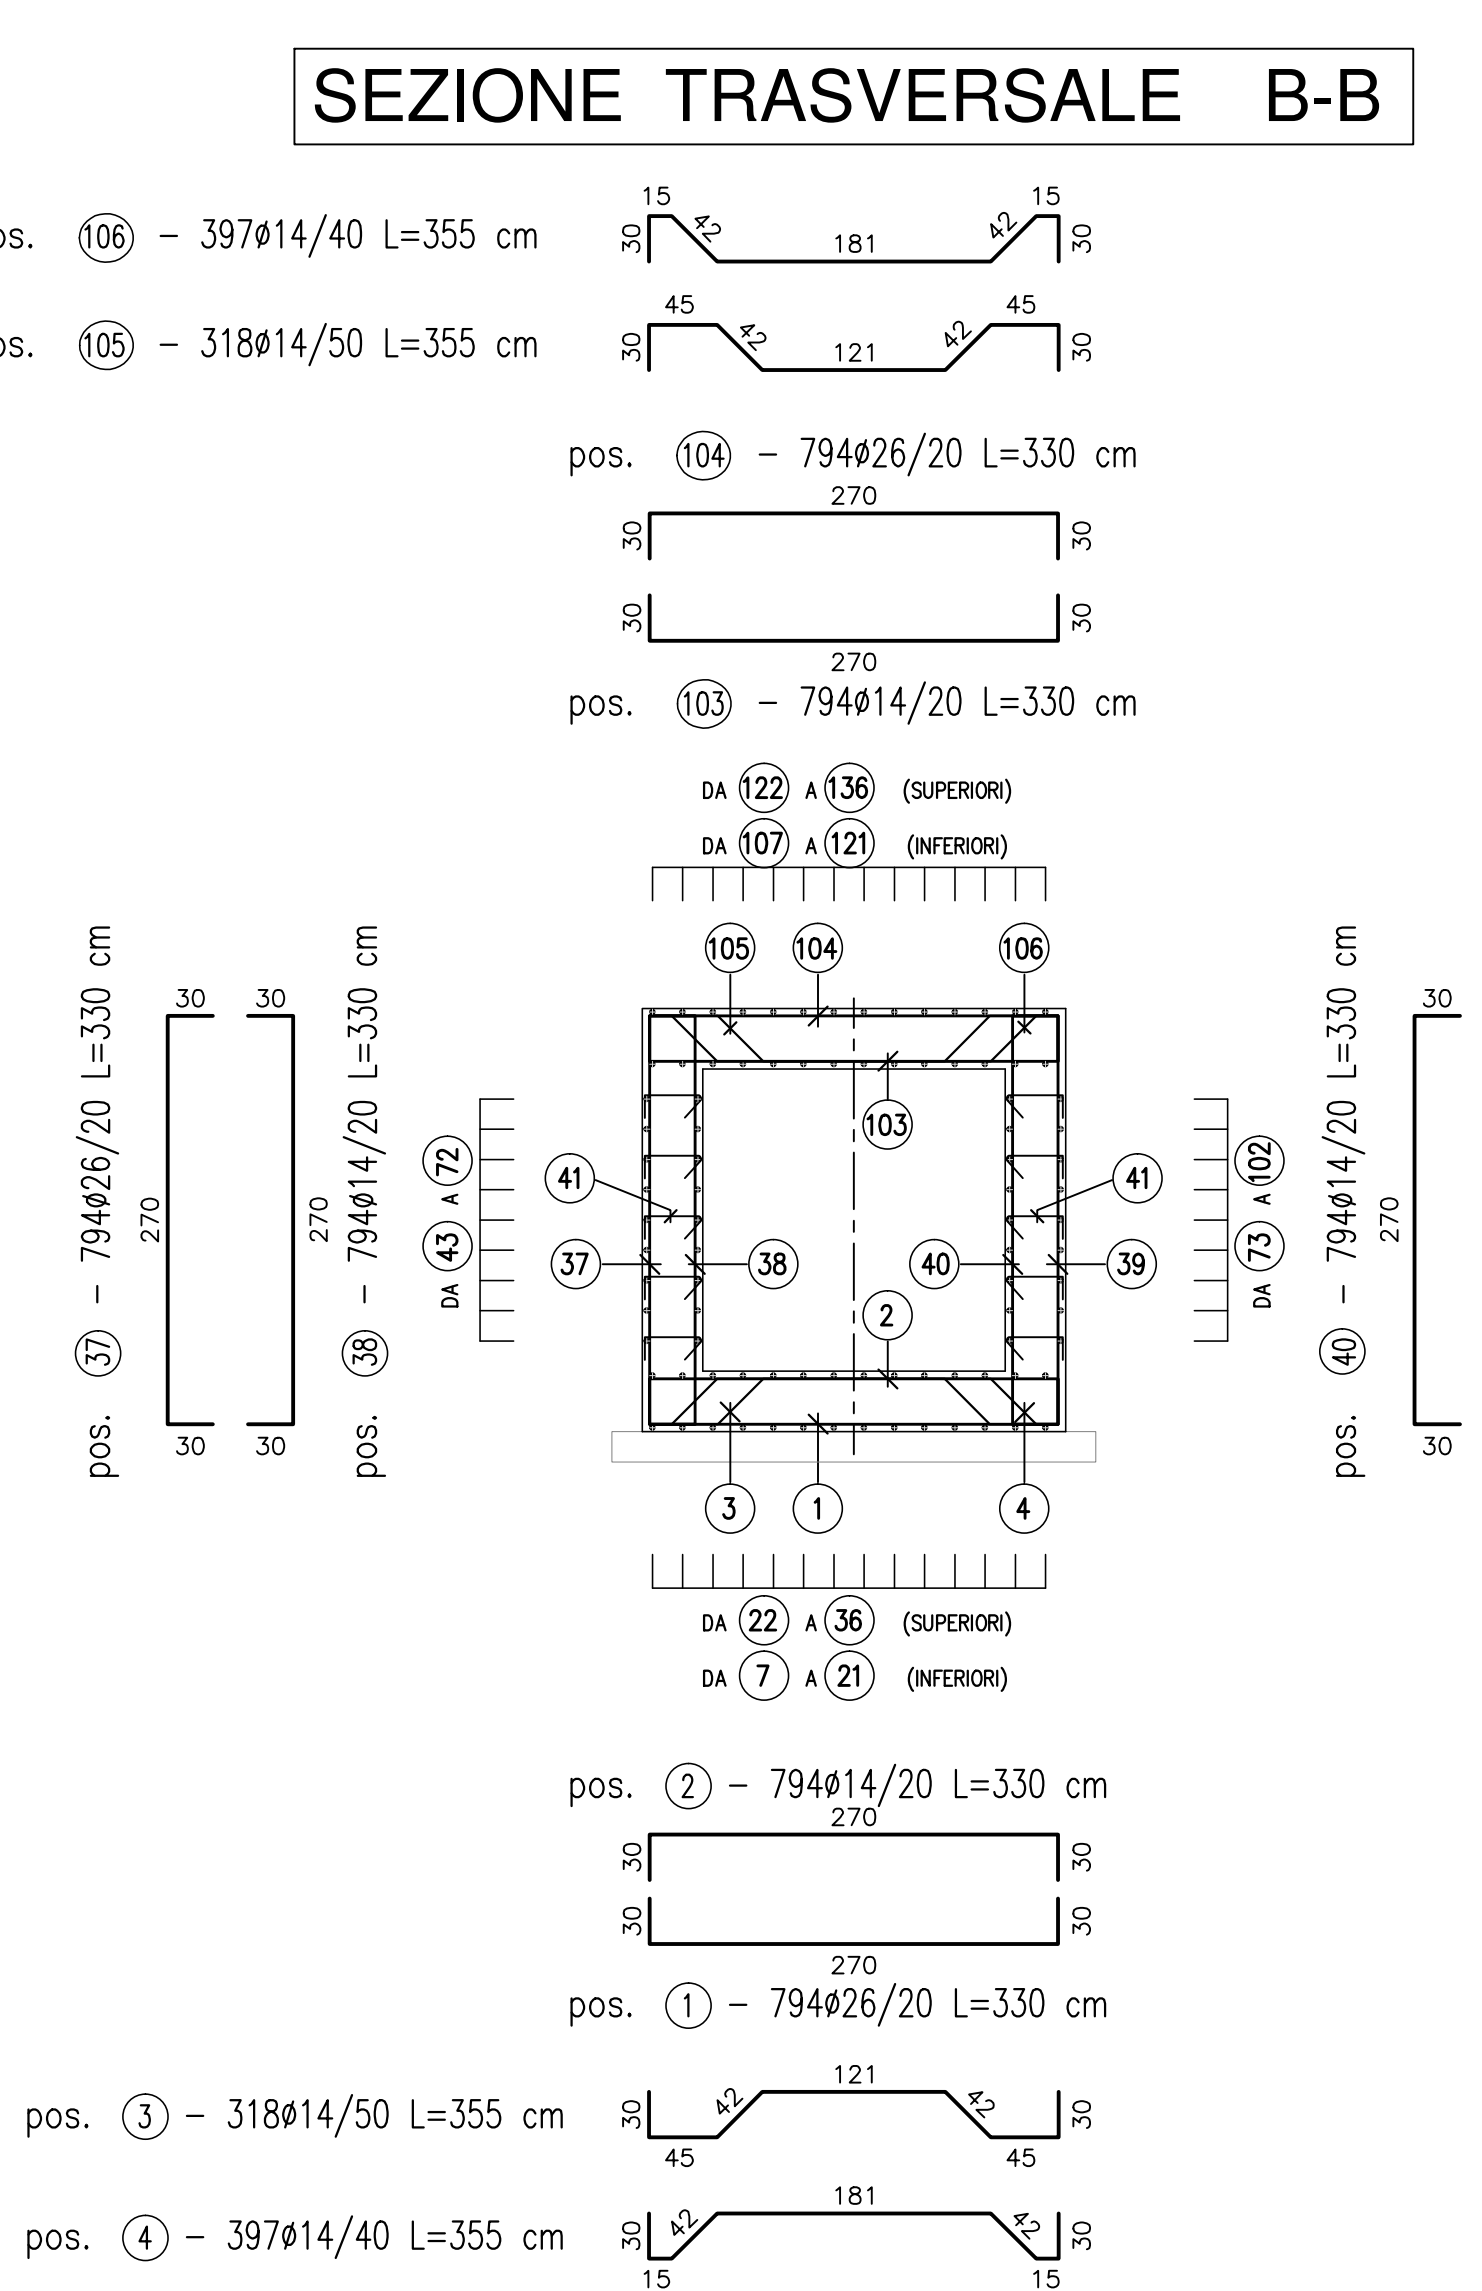 SEZIONE TRASVERSALE B-B
os. 106 - 397ø14/40 L=355 cm
15 15
30 42 181 42 30
os. 105 - 318ø14/50 L=355 cm
45 45
30 42 121 42 30
pos. 104 - 794ø26/20 L=330 cm
270
30 30
30 30
270
pos. 103 - 794ø14/20 L=330 cm
DA 122 A 136 (SUPERIORI)
DA 107 A 121 (INFERIORI)
105 104 106
pos. 37 - 794ø26/20 L=330 cm
30 30
270
30 30
270
pos. 38 - 794ø14/20 L=330 cm
DA 43 A 72
103
41 41
37 38 40 39
2
DA 73 A 102
pos. 40 - 794ø14/20 L=330 cm
30
270
30
3 1 4
DA 22 A 36 (SUPERIORI)
DA 7 A 21 (INFERIORI)
pos. 2 - 794ø14/20 L=330 cm
270
30 30
30 30
270
pos. 1 - 794ø26/20 L=330 cm
121
pos. 3 - 318ø14/50 L=355 cm
30 42 42 30
45 45
181
pos. 4 - 397ø14/40 L=355 cm
30 42 42 30
15 15